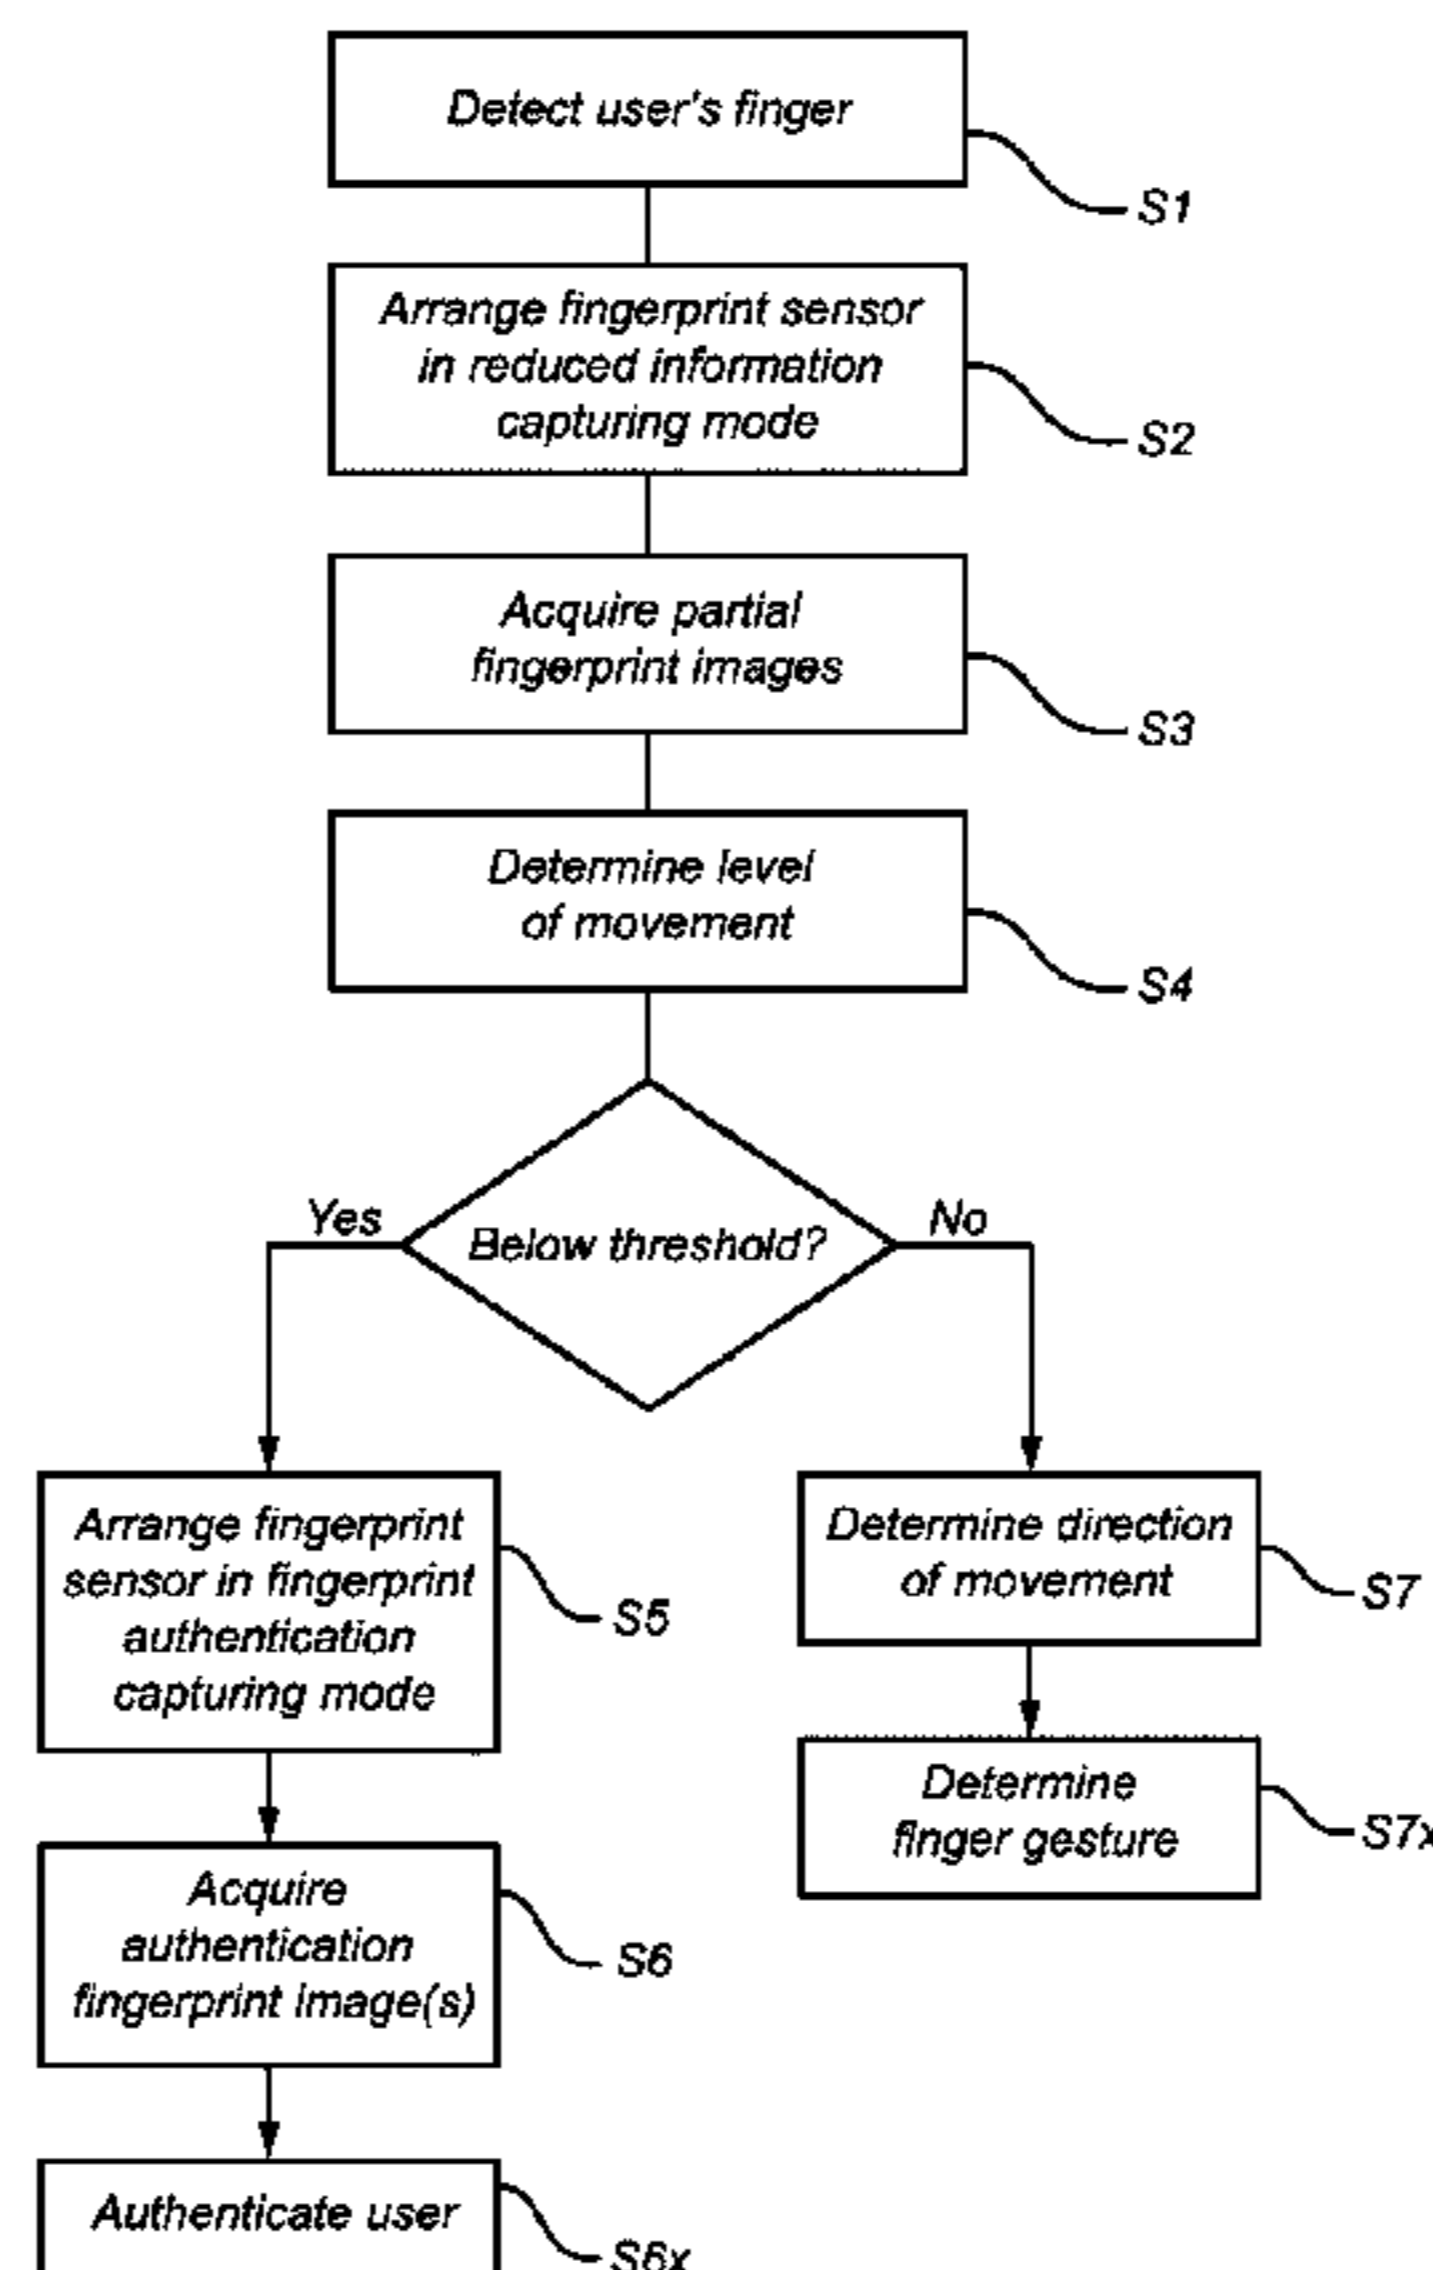 Detect user's finger
S1
Arrange fingerprint sensor
in reduced information
capturing mode
S2
Acquire partial
fingerprint images
S3
Determine level
of movement
S4
Below threshold?
Yes
No
Arrange fingerprint
sensor in fingerprint
authentication
capturing mode
S5
Determine direction
of movement
S7
Determine
finger gesture
S7x
Acquire
authentication
fingerprint image(s)
S6
Authenticate user
S6x